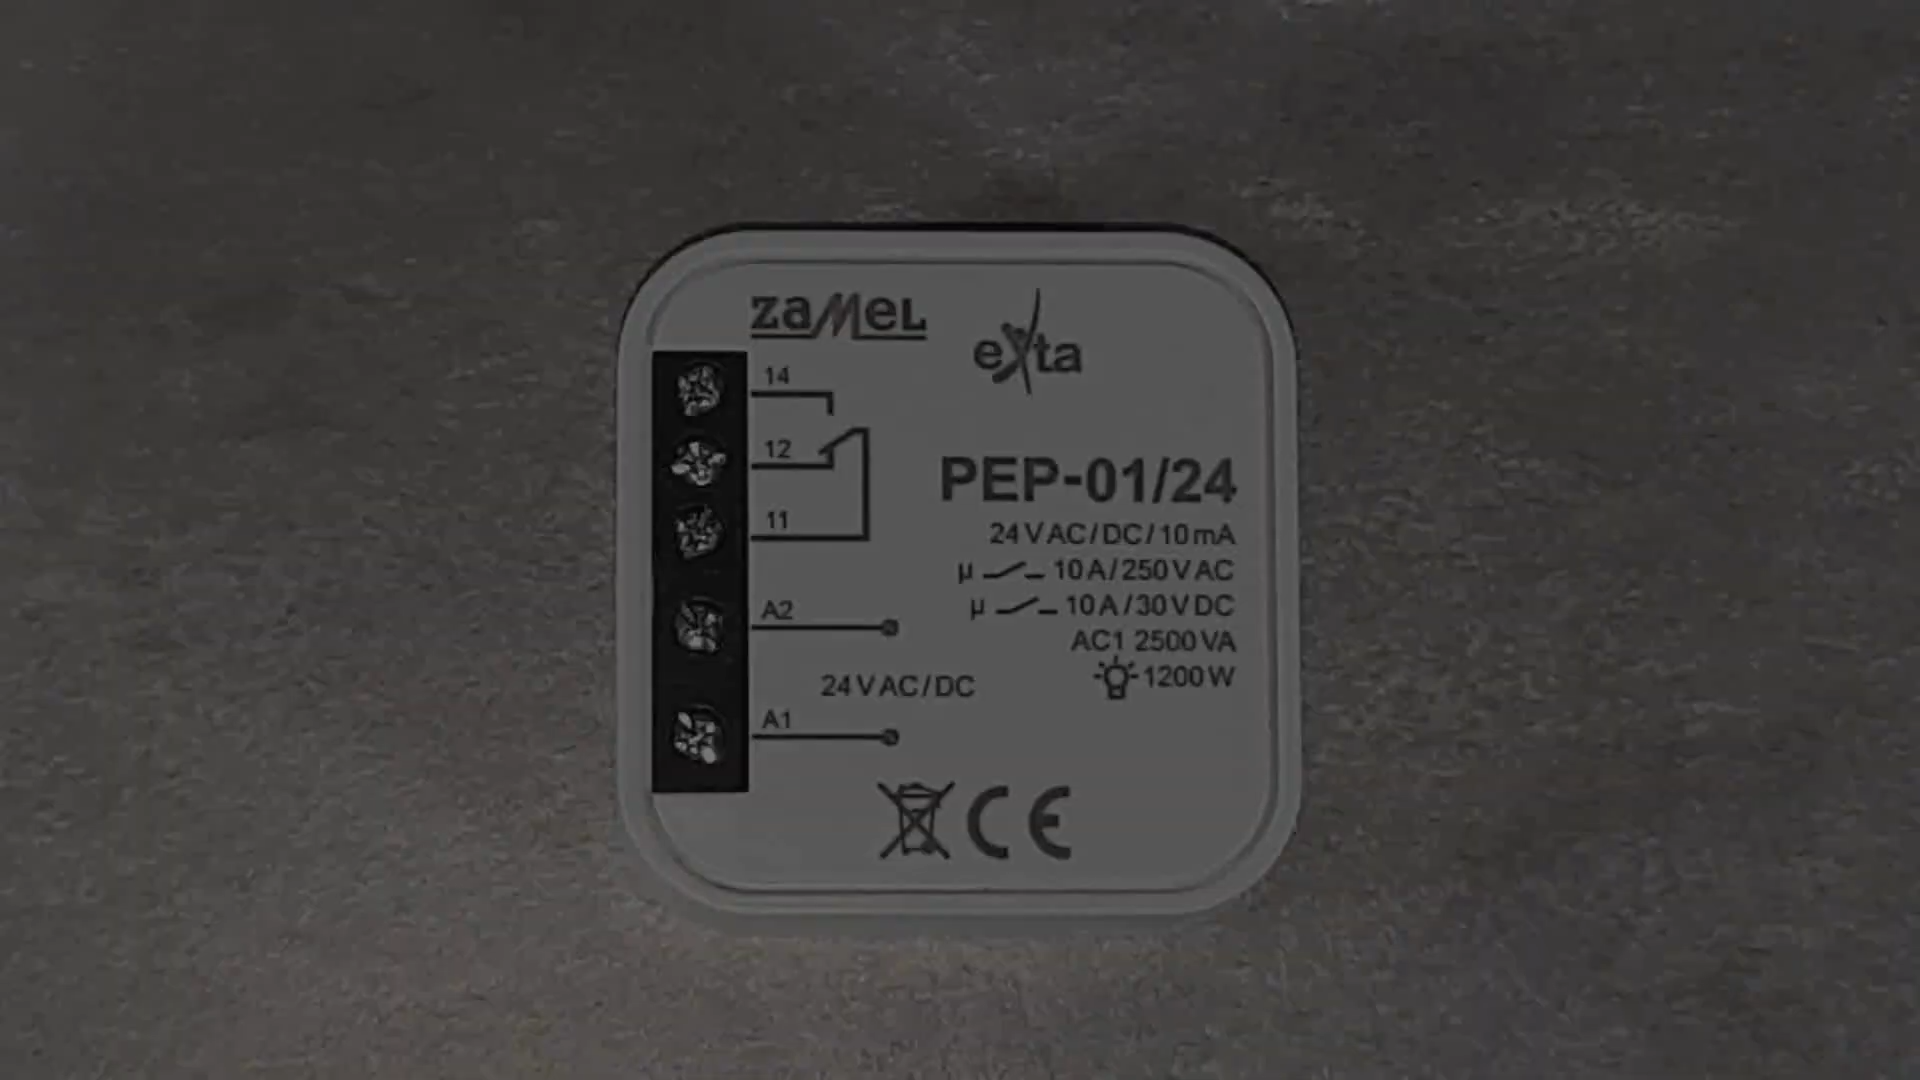 ZAMEL
exta
14
12
11
A2
24 V AC/DC
A1
PEP-01/24
24 V AC/DC/10 mA
µ 10 A/250 V AC
µ 10 A/30 V DC
AC1 2500 VA
1200 W
CE